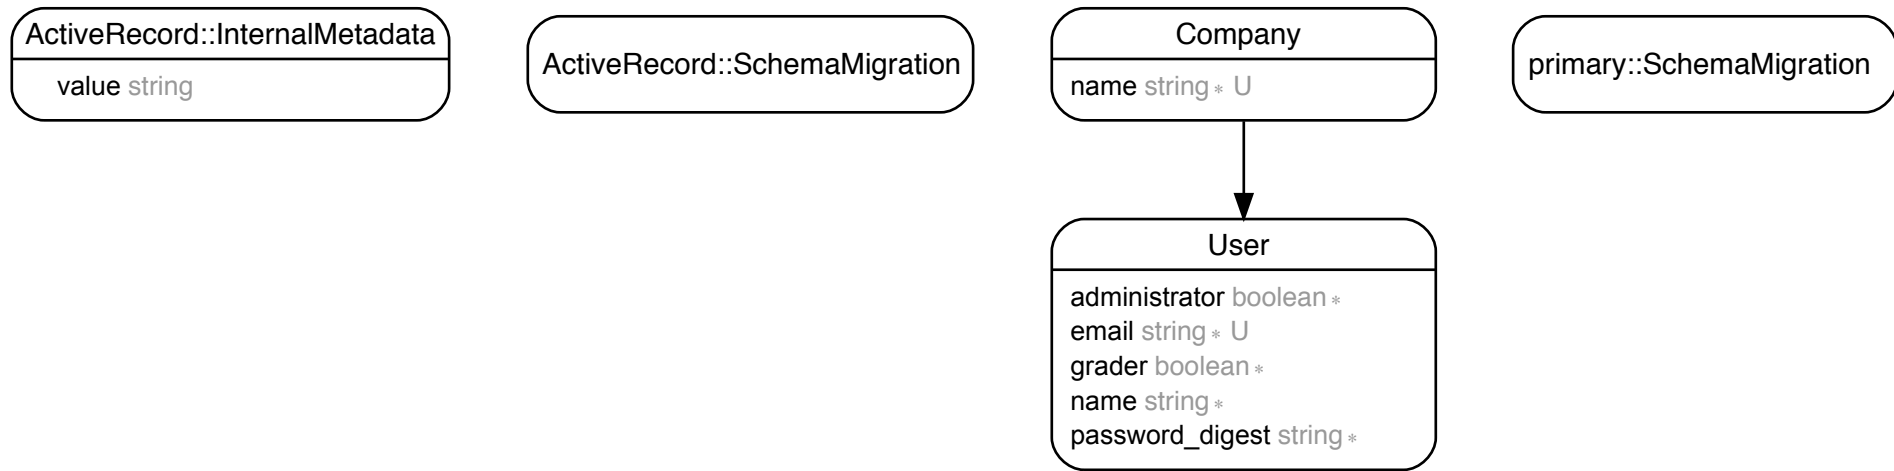 ActiveRecord::InternalMetadata
value string
ActiveRecord::SchemaMigration
Company
name string * U
primary::SchemaMigration
User
administrator boolean *
email string * U
grader boolean *
name string *
password_digest string *